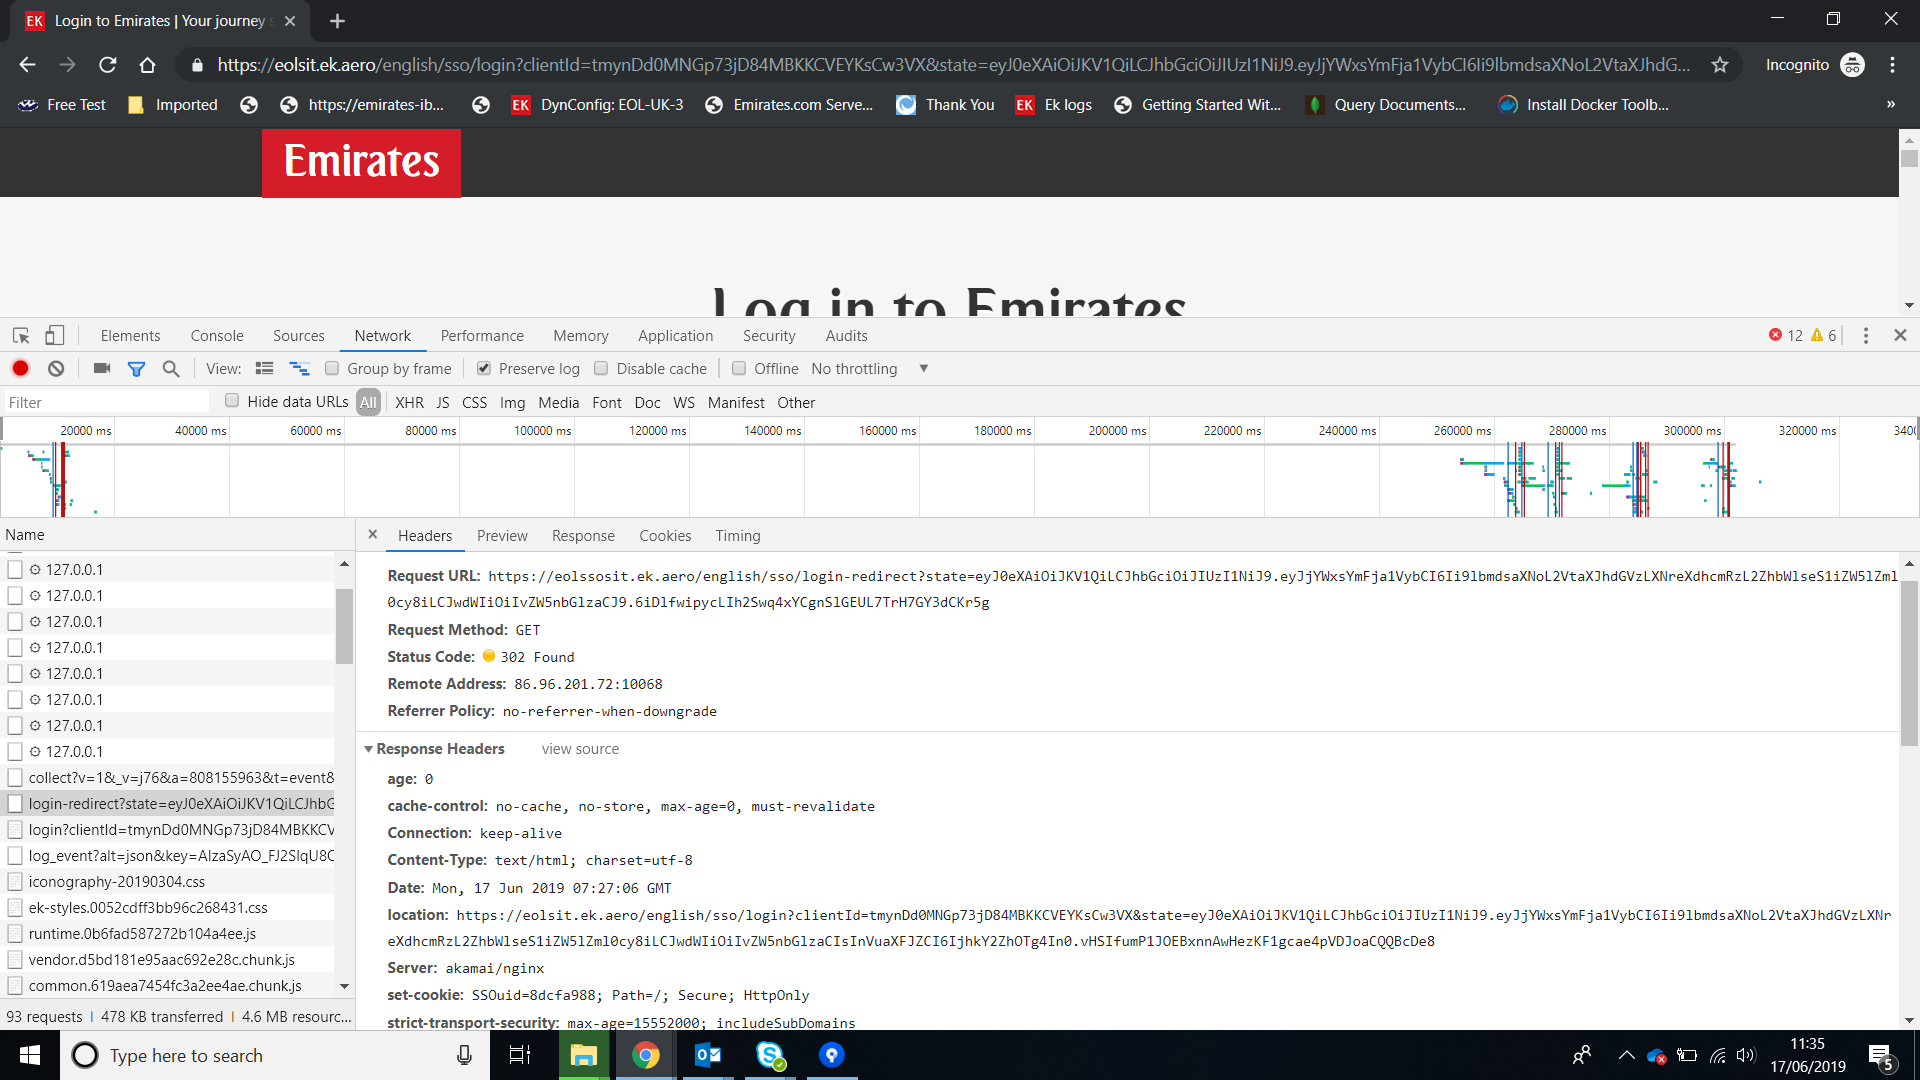 EK Login to Emirates | Your journey s
https://eolsit.ek.aero/english/sso/login?clientId=tmynDd0MNGp73jD84MBKKCVEYKsCw3VX&state=eyJ0eXAiOiJKV1QiLCJhbGciOiJIUzI1NiJ9.eyJjYWxsYmFja1VybCI6Ii9lbmdsaXNoL2VtaXJhdG... Incognito
Free Test Imported https://emirates-ib... EK DynConfig: EOL-UK-3 Emirates.com Serve... Thank You EK Ek logs Getting Started Wit... Query Documents... Install Docker Toolb... »
Emirates
Log in to Emirates
Elements Console Sources Network Performance Memory Application Security Audits 12 6
View: Group by frame Preserve log Disable cache Offline No throttling
Filter Hide data URLs All XHR JS CSS Img Media Font Doc WS Manifest Other
20000 ms 40000 ms 60000 ms 80000 ms 100000 ms 120000 ms 140000 ms 160000 ms 180000 ms 200000 ms 220000 ms 240000 ms 260000 ms 280000 ms 300000 ms 320000 ms 3400
Name
127.0.0.1
127.0.0.1
127.0.0.1
127.0.0.1
127.0.0.1
127.0.0.1
127.0.0.1
127.0.0.1
collect?v=1&_v=j76&a=808155963&t=event&
login-redirect?state=eyJ0eXAiOiJKV1QiLCJhbG
login?clientId=tmynDd0MNGp73jD84MBKKCV
log_event?alt=json&key=AIzaSyAO_FJ2SlqU8C
iconography-20190304.css
ek-styles.0052cdff3bb96c268431.css
runtime.0b6fad587272b104a4ee.js
vendor.d5bd181e95aac692e28c.chunk.js
common.619aea7454fc3a2ee4ae.chunk.js
93 requests | 478 KB transferred | 4.6 MB resourc...
Headers Preview Response Cookies Timing
Request URL: https://eolssosit.ek.aero/english/sso/login-redirect?state=eyJ0eXAiOiJKV1QiLCJhbGciOiJIUzI1NiJ9.eyJjYWxsYmFja1VybCI6Ii9lbmdsaXNoL2VtaXJhdGVzLXNreXdhcmRzL2ZhbWlseS1iZW5lZml
0cy8iLCJwdWIiOiIvZW5nbGlzaCJ9.6iDlfwipycLIh2Swq4xYCgnSlGEUL7TrH7GY3dCKr5g
Request Method: GET
Status Code: 302 Found
Remote Address: 86.96.201.72:10068
Referrer Policy: no-referrer-when-downgrade
Response Headers view source
age: 0
cache-control: no-cache, no-store, max-age=0, must-revalidate
Connection: keep-alive
Content-Type: text/html; charset=utf-8
Date: Mon, 17 Jun 2019 07:27:06 GMT
location: https://eolsit.ek.aero/english/sso/login?clientId=tmynDd0MNGp73jD84MBKKCVEYKsCw3VX&state=eyJ0eXAiOiJKV1QiLCJhbGciOiJIUzI1NiJ9.eyJjYWxsYmFja1VybCI6Ii9lbmdsaXNoL2VtaXJhdGVzLXNr
eXdhcmRzL2ZhbWlseS1iZW5lZml0cy8iLCJwdWIiOiIvZW5nbGlzaCIsInVuaXFJZCI6IjhkY2ZhOTg4In0.vHSIfumP1JOEBxnnAwHezKF1gcae4pVDJoaCQQBcDe8
Server: akamai/nginx
set-cookie: SSOuid=8dcfa988; Path=/; Secure; HttpOnly
strict-transport-security: max-age=15552000; includeSubDomains
Type here to search
11:35
17/06/2019
5